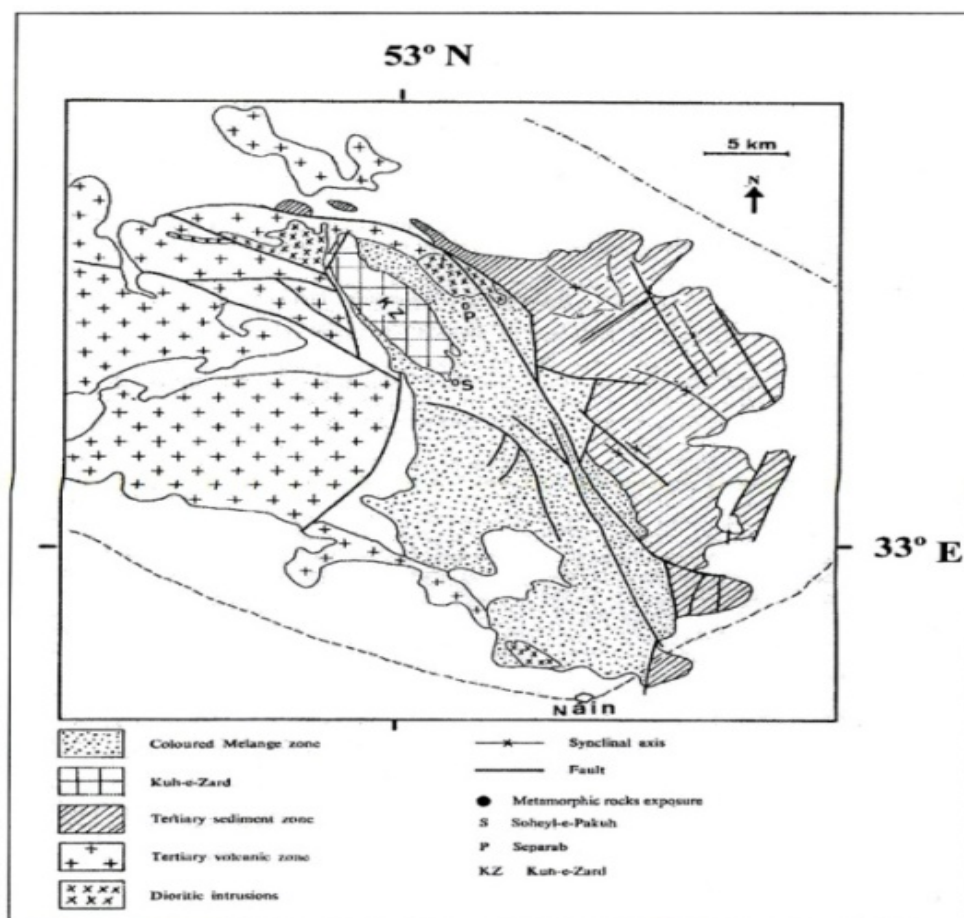 53° N
5 km
N
KZ
P
S
33° E
Nain
Coloured Melange zone
Kuh-e-Zard
Tertiary sediment zone
Tertiary volcanic zone
Dioritic intrusions
Synclinal axis
Fault
Metamorphic rocks exposure
S Soheyl-e-Pakuh
P Separab
KZ Kuh-e-Zard